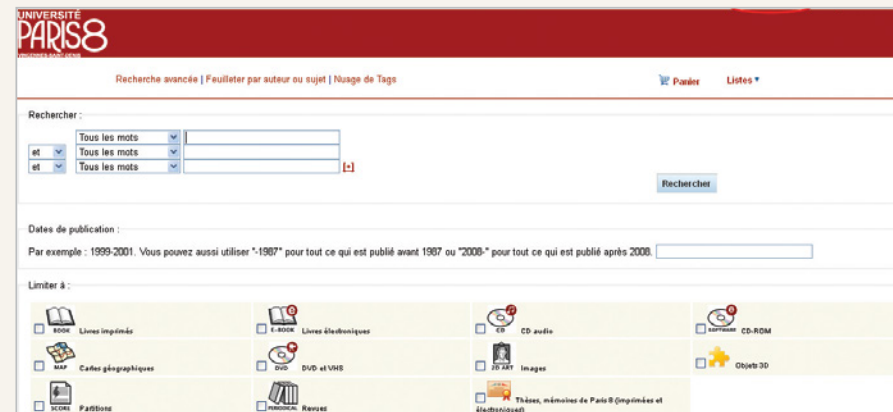 UNIVERSITÉ
PARIS8
VINCENNES-SAINT-DENIS
Recherche avancée | Feuilleter par auteur ou sujet | Nuage de Tags
Panier
Listes
Rechercher :
Tous les mots
et Tous les mots
et Tous les mots [+]
Rechercher
Dates de publication :
Par exemple : 1999-2001. Vous pouvez aussi utiliser "-1987" pour tout ce qui est publié avant 1987 ou "2008-" pour tout ce qui est publié après 2008.
Limiter à :
BOOK Livres imprimés
E-BOOK Livres électroniques
CD CD audio
SOFTWARE CD-ROM
MAP Cartes géographiques
DVD DVD et VHS
2D ART Images
Objets 3D
SCORE Partitions
PERIODICAL Revues
Thèses, mémoires de Paris 8 (imprimées et
électroniques)